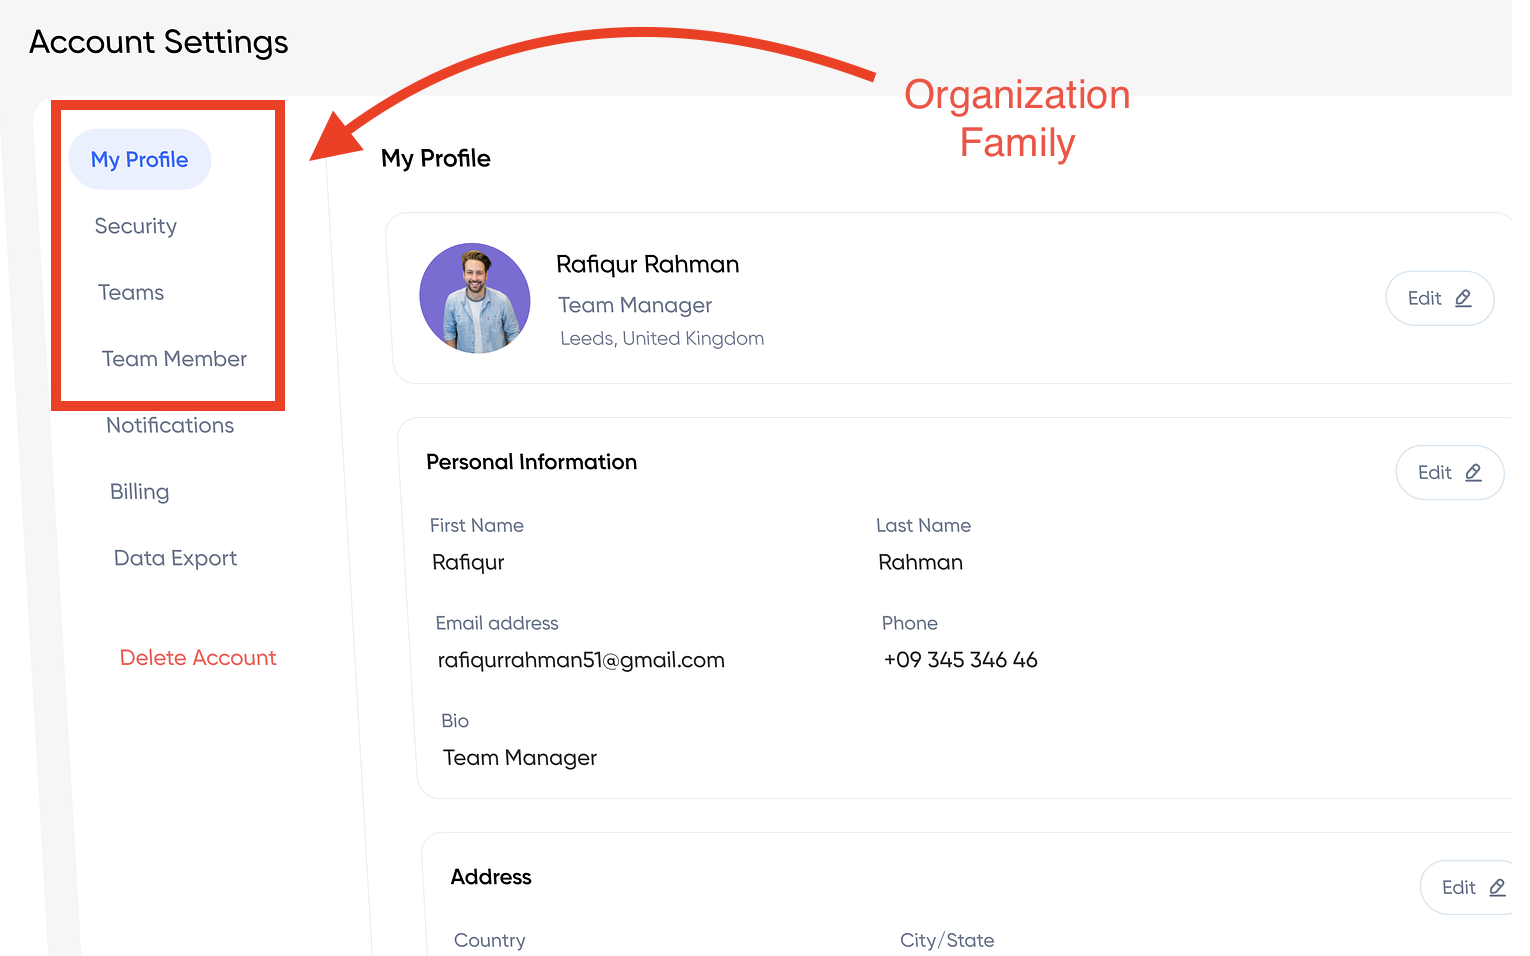 Account Settings
Organization
Family
My Profile
Security
Teams
Team Member
Notifications
Billing
Data Export
Delete Account
My Profile
Rafiqur Rahman
Team Manager
Leeds, United Kingdom
Edit
Personal Information
Edit
First Name
Rafiqur
Last Name
Rahman
Email address
rafiqurrahman51@gmail.com
Phone
+09 345 346 46
Bio
Team Manager
Address
Edit
Country
City/State